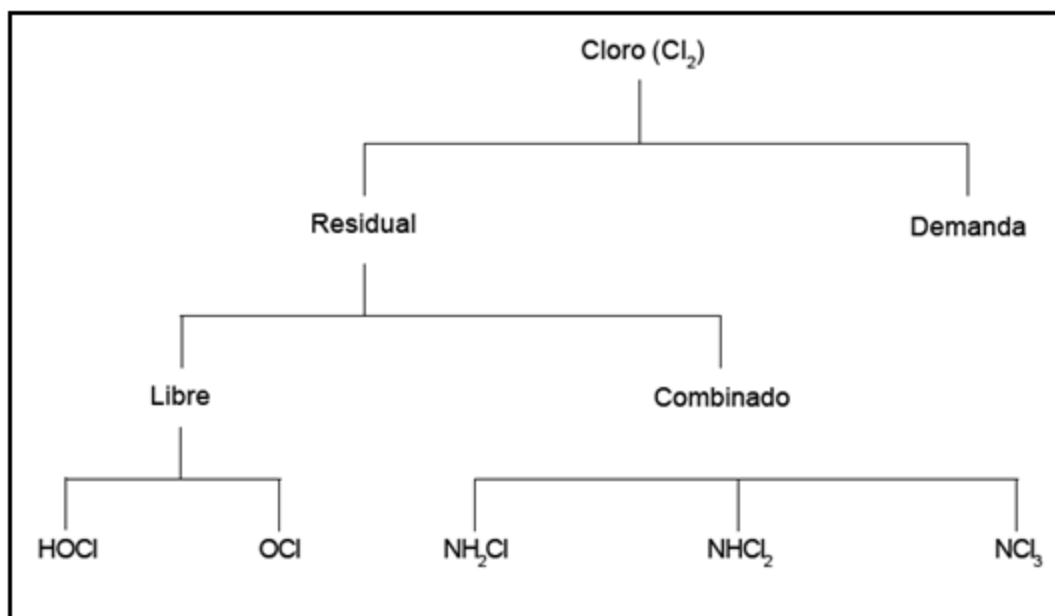 Cloro (Cl₂)
Residual Demanda
Libre Combinado
HOCl OCl NH₂Cl NHCl₂ NCl₃